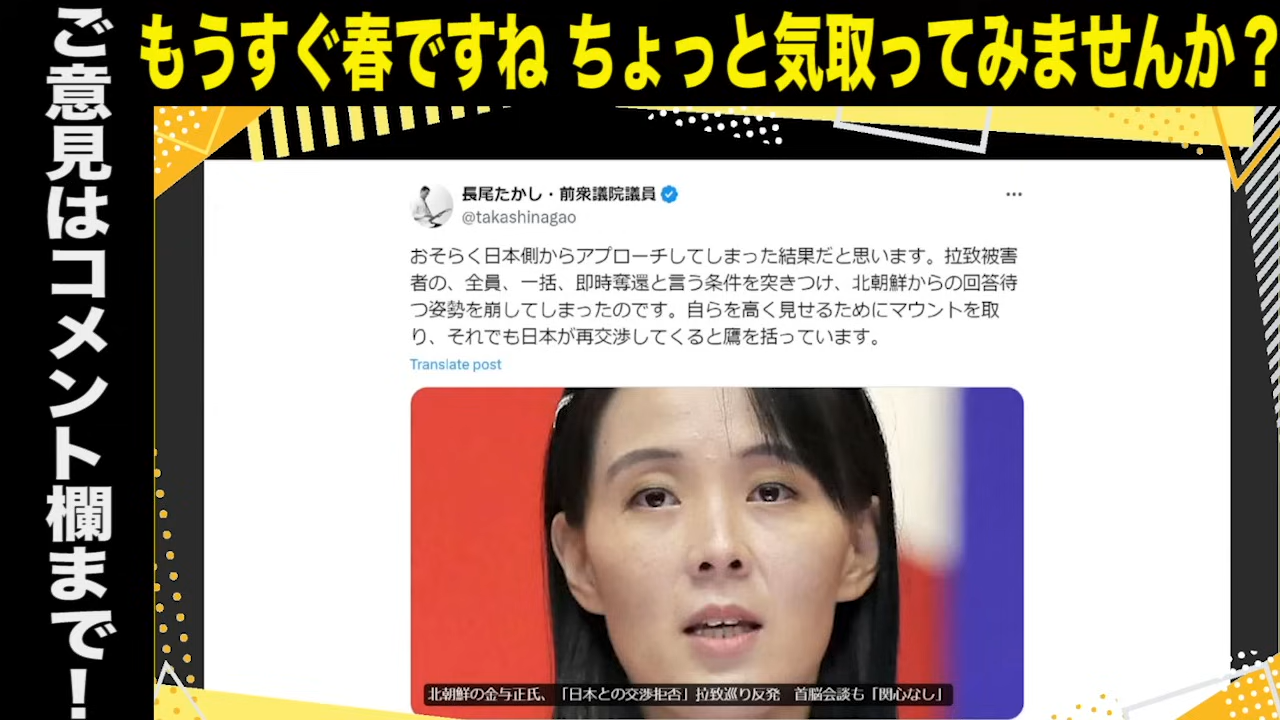 もうすぐ春ですね ちょっと気取ってみませんか？
ご意見はコメント欄まで！
長尾たかし・前衆議院議員
@takashinagao
おそらく日本側からアプローチしてしまった結果だと思います。拉致被害
者の、全員、一括、即時奪還と言う条件を突きつけ、北朝鮮からの回答待
つ姿勢を崩してしまったのです。自らを高く見せるためにマウントを取
り、それでも日本が再交渉してくると鷹を括っています。
Translate post
北朝鮮の金与正氏、「日本との交渉拒否」拉致巡り反発　首脳会談も「関心なし」